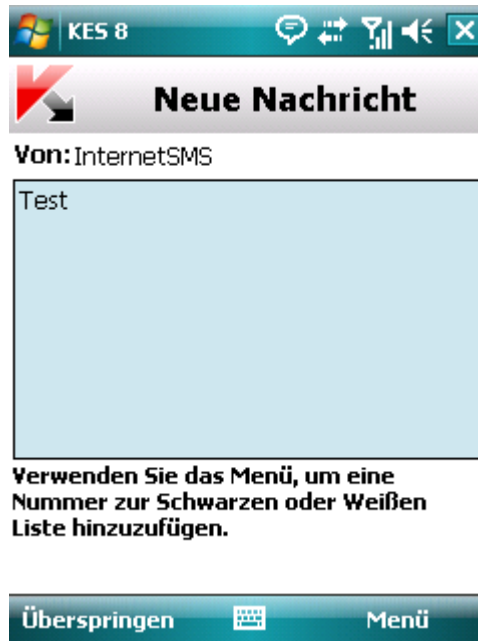 KES 8
Neue Nachricht
Von: InternetSMS
Test
Verwenden Sie das Menü, um eine
Nummer zur Schwarzen oder Weißen
Liste hinzuzufügen.
Überspringen
Menü